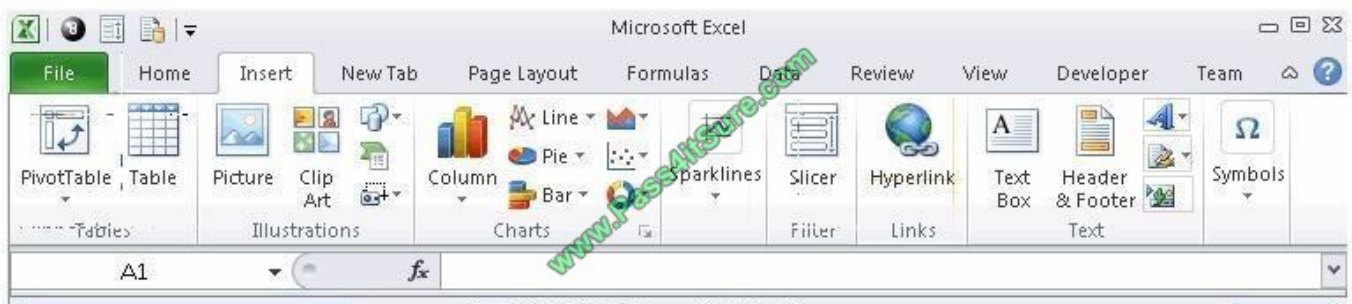 Microsoft Excel
File Home Insert New Tab Page Layout Formulas Data Review View Developer Team
Line
Pie
Bar
PivotTable Table Picture Clip Art Column Sparklines Slicer Hyperlink Text Box Header & Footer Symbols
Tables Illustrations Charts Filter Links Text
www.Pass4itSure.com
A1 fx